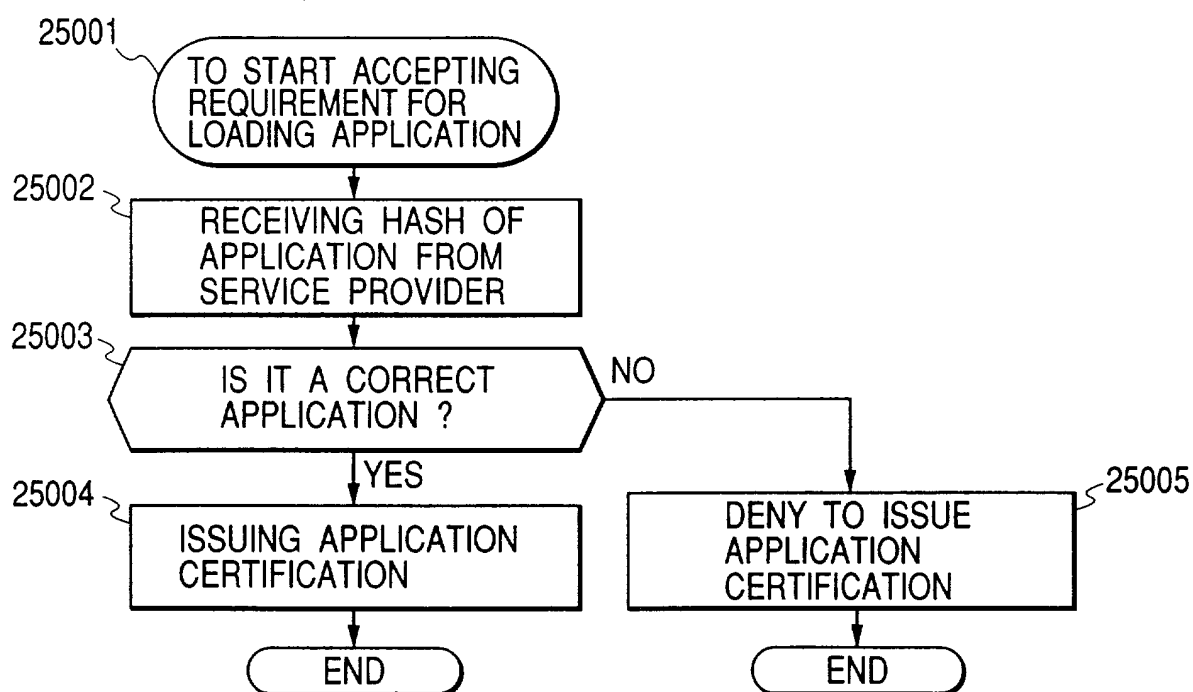 25001
TO START ACCEPTING
REQUIREMENT FOR
LOADING APPLICATION
25002
RECEIVING HASH OF
APPLICATION FROM
SERVICE PROVIDER
25003
IS IT A CORRECT
APPLICATION ?
NO
YES
25004
ISSUING APPLICATION
CERTIFICATION
25005
DENY TO ISSUE
APPLICATION
CERTIFICATION
END
END